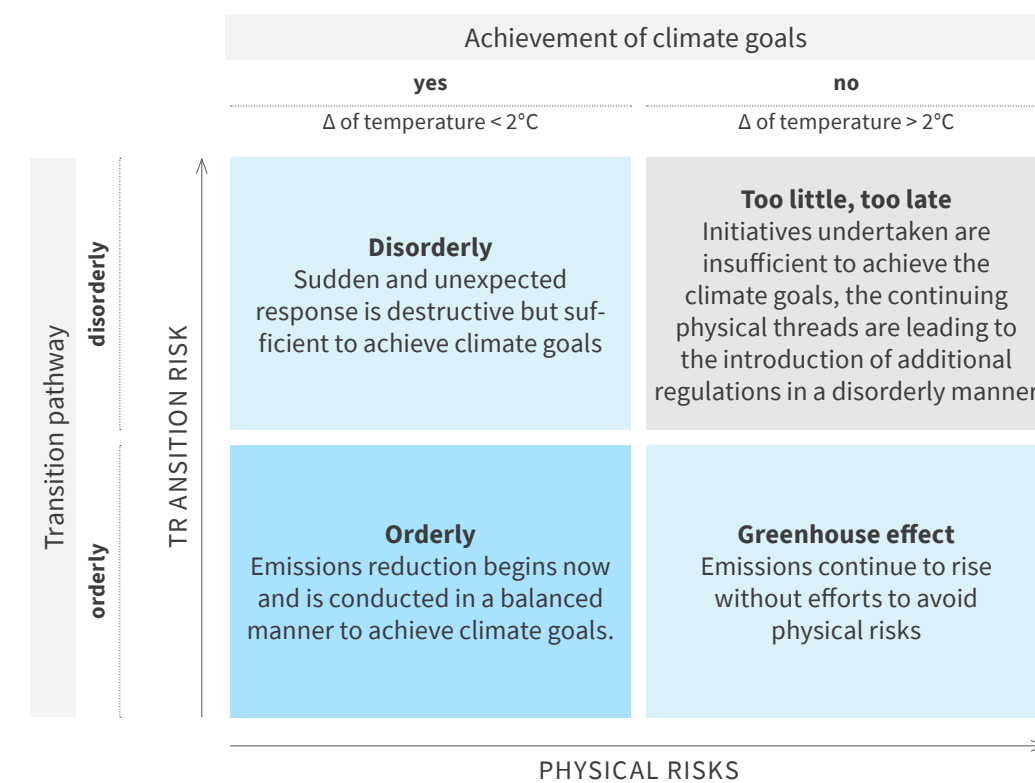 Achievement of climate goals
yes
no
Δ of temperature < 2°C
Δ of temperature > 2°C
Transition pathway
disorderly
orderly
TRANSITION RISK
Disorderly
Sudden and unexpected
response is destructive but suf-
ficient to achieve climate goals
Too little, too late
Initiatives undertaken are
insufficient to achieve the
climate goals, the continuing
physical threads are leading to
the introduction of additional
regulations in a disorderly manner
Orderly
Emissions reduction begins now
and is conducted in a balanced
manner to achieve climate goals.
Greenhouse effect
Emissions continue to rise
without efforts to avoid
physical risks
PHYSICAL RISKS